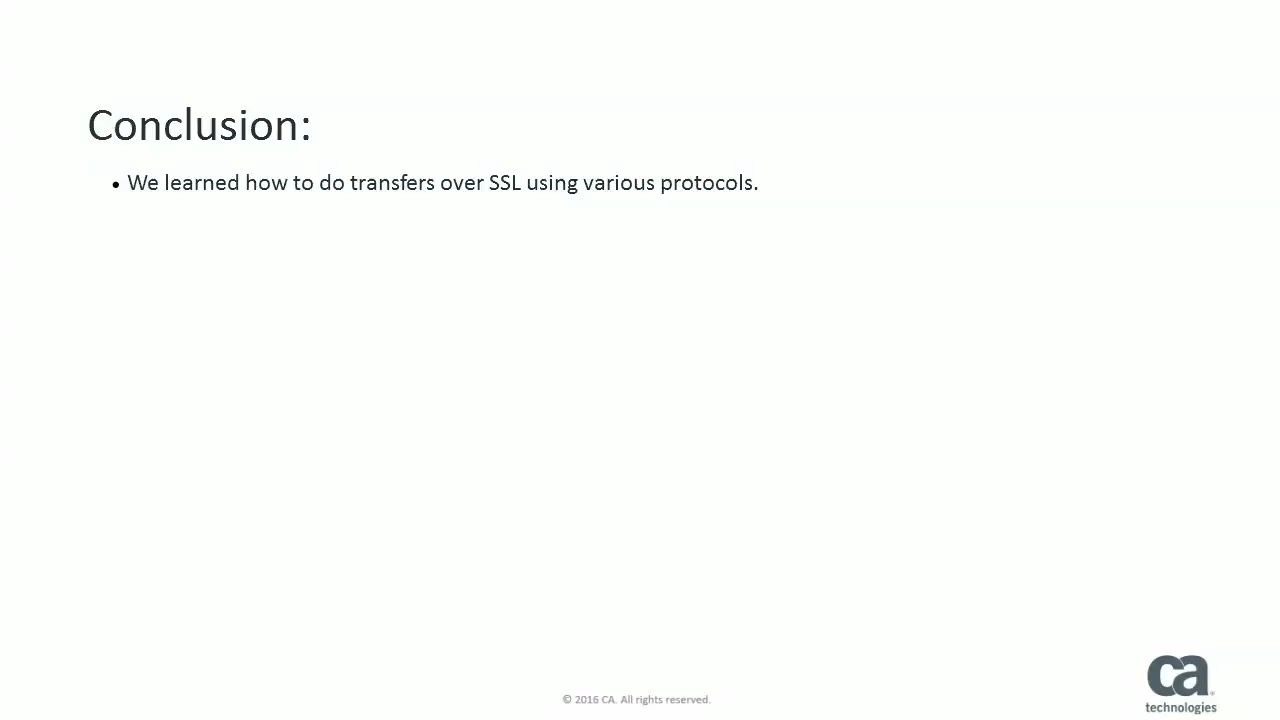 Conclusion:
• We learned how to do transfers over SSL using various protocols.
© 2016 CA. All rights reserved.
ca
technologies